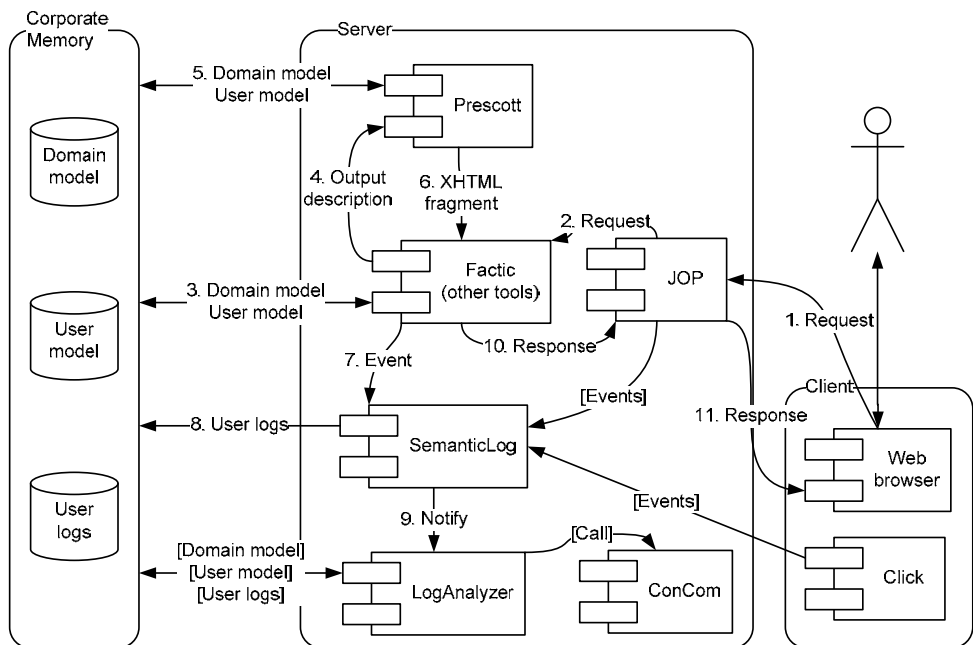 Corporate
Memory
Server
5. Domain model
User model
Prescott
Domain
model
4. Output
description
6. XHTML
fragment
2. Request
Factic
(other tools)
JOP
3. Domain model
User model
1. Request
User
model
10. Response
7. Event
Client
[Events]
11. Response
8. User logs
SemanticLog
Web
browser
User
logs
[Events]
9. Notify
[Domain model]
[User model]
[User logs]
[Call]
LogAnalyzer
ConCom
Click